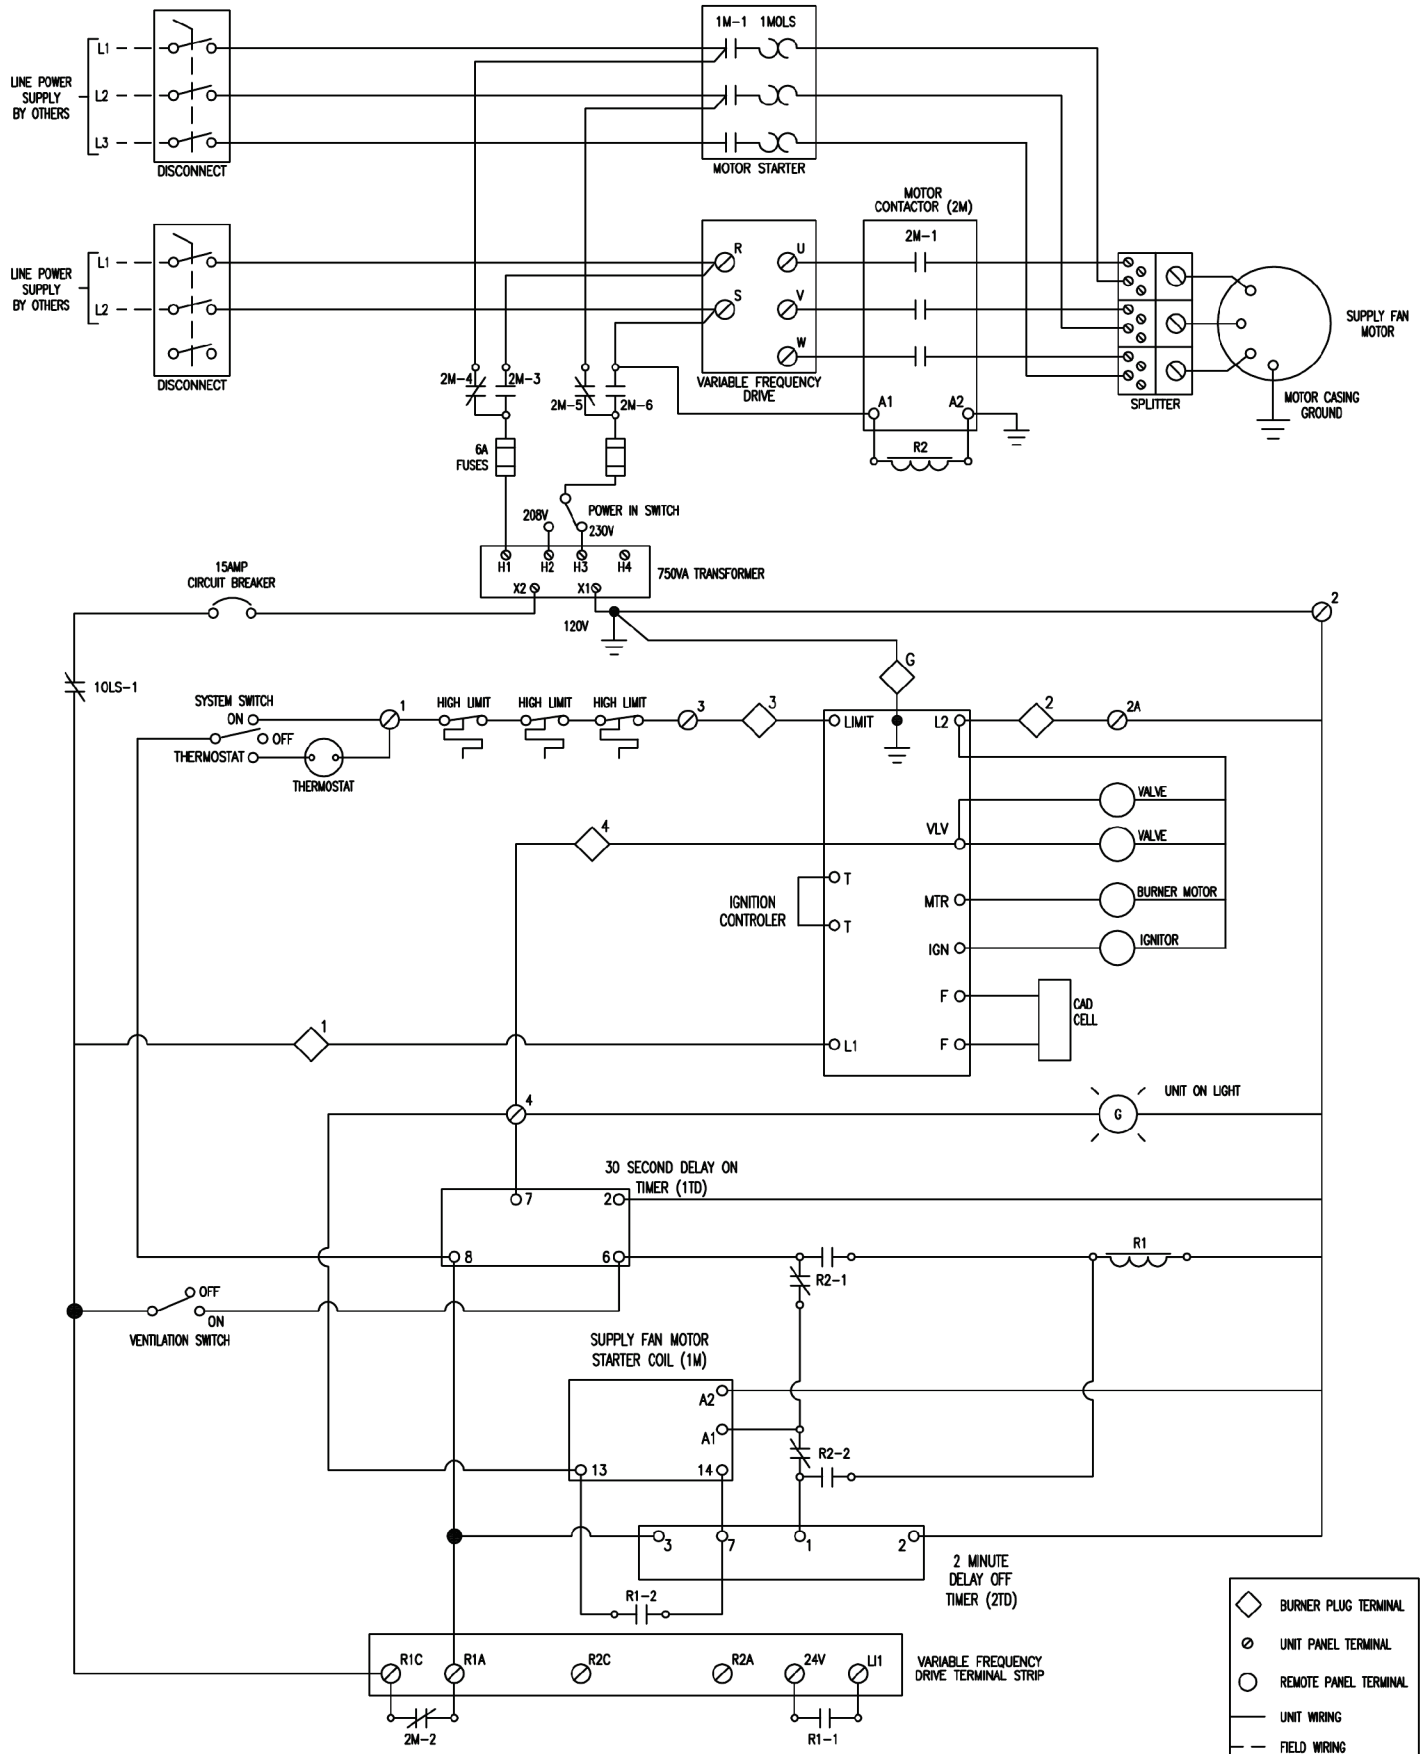 1M-1 1MOLS
L1
LINE POWER
SUPPLY
BY OTHERS
L2
L3
DISCONNECT
MOTOR STARTER
MOTOR
CONTACTOR (2M)
2M-1
L1
LINE POWER
SUPPLY
BY OTHERS
L2
DISCONNECT
R
U
S
V
W
VARIABLE FREQUENCY
DRIVE
SUPPLY FAN
MOTOR
SPLITTER
MOTOR CASING
GROUND
2M-4
2M-3
2M-5
2M-6
A1
A2
R2
6A
FUSES
POWER IN SWITCH
208V
230V
H1
H2
H3
H4
X2
X1
750VA TRANSFORMER
15AMP
CIRCUIT BREAKER
120V
2
G
1OLS-1
SYSTEM SWITCH
ON
OFF
THERMOSTAT
THERMOSTAT
1
HIGH LIMIT
HIGH LIMIT
HIGH LIMIT
3
3
LIMIT
L2
2
2A
VALVE
4
VLV
VALVE
T
IGNITION
CONTROLER
T
MTR
BURNER MOTOR
IGN
IGNITOR
F
CAD
CELL
1
L1
F
UNIT ON LIGHT
4
G
30 SECOND DELAY ON
TIMER (1TD)
7
2
8
6
R1
R2-1
OFF
ON
VENTILATION SWITCH
SUPPLY FAN MOTOR
STARTER COIL (1M)
A2
A1
R2-2
13
14
3
7
1
2
2 MINUTE
DELAY OFF
TIMER (2TD)
R1-2
R1C
R1A
R2C
R2A
24V
LI1
VARIABLE FREQUENCY
DRIVE TERMINAL STRIP
2M-2
R1-1
BURNER PLUG TERMINAL
UNIT PANEL TERMINAL
REMOTE PANEL TERMINAL
UNIT WIRING
FIELD WIRING